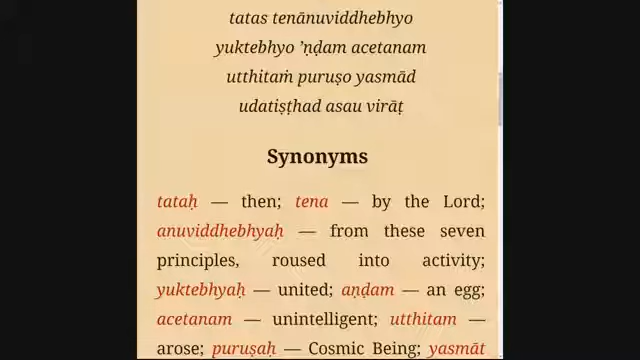 tatas tenānuviddhebhyo
yuktebhyo ’ṇḍam acetanam
utthitaṁ puruṣo yasmād
udatiṣṭhad asau virāṭ
Synonyms
tataḥ — then; tena — by the Lord;
anuviddhebhyaḥ — from these seven
principles, roused into activity;
yuktebhyaḥ — united; aṇḍam — an egg;
acetanam — unintelligent; utthitam —
arose; puruṣaḥ — Cosmic Being; yasmāt